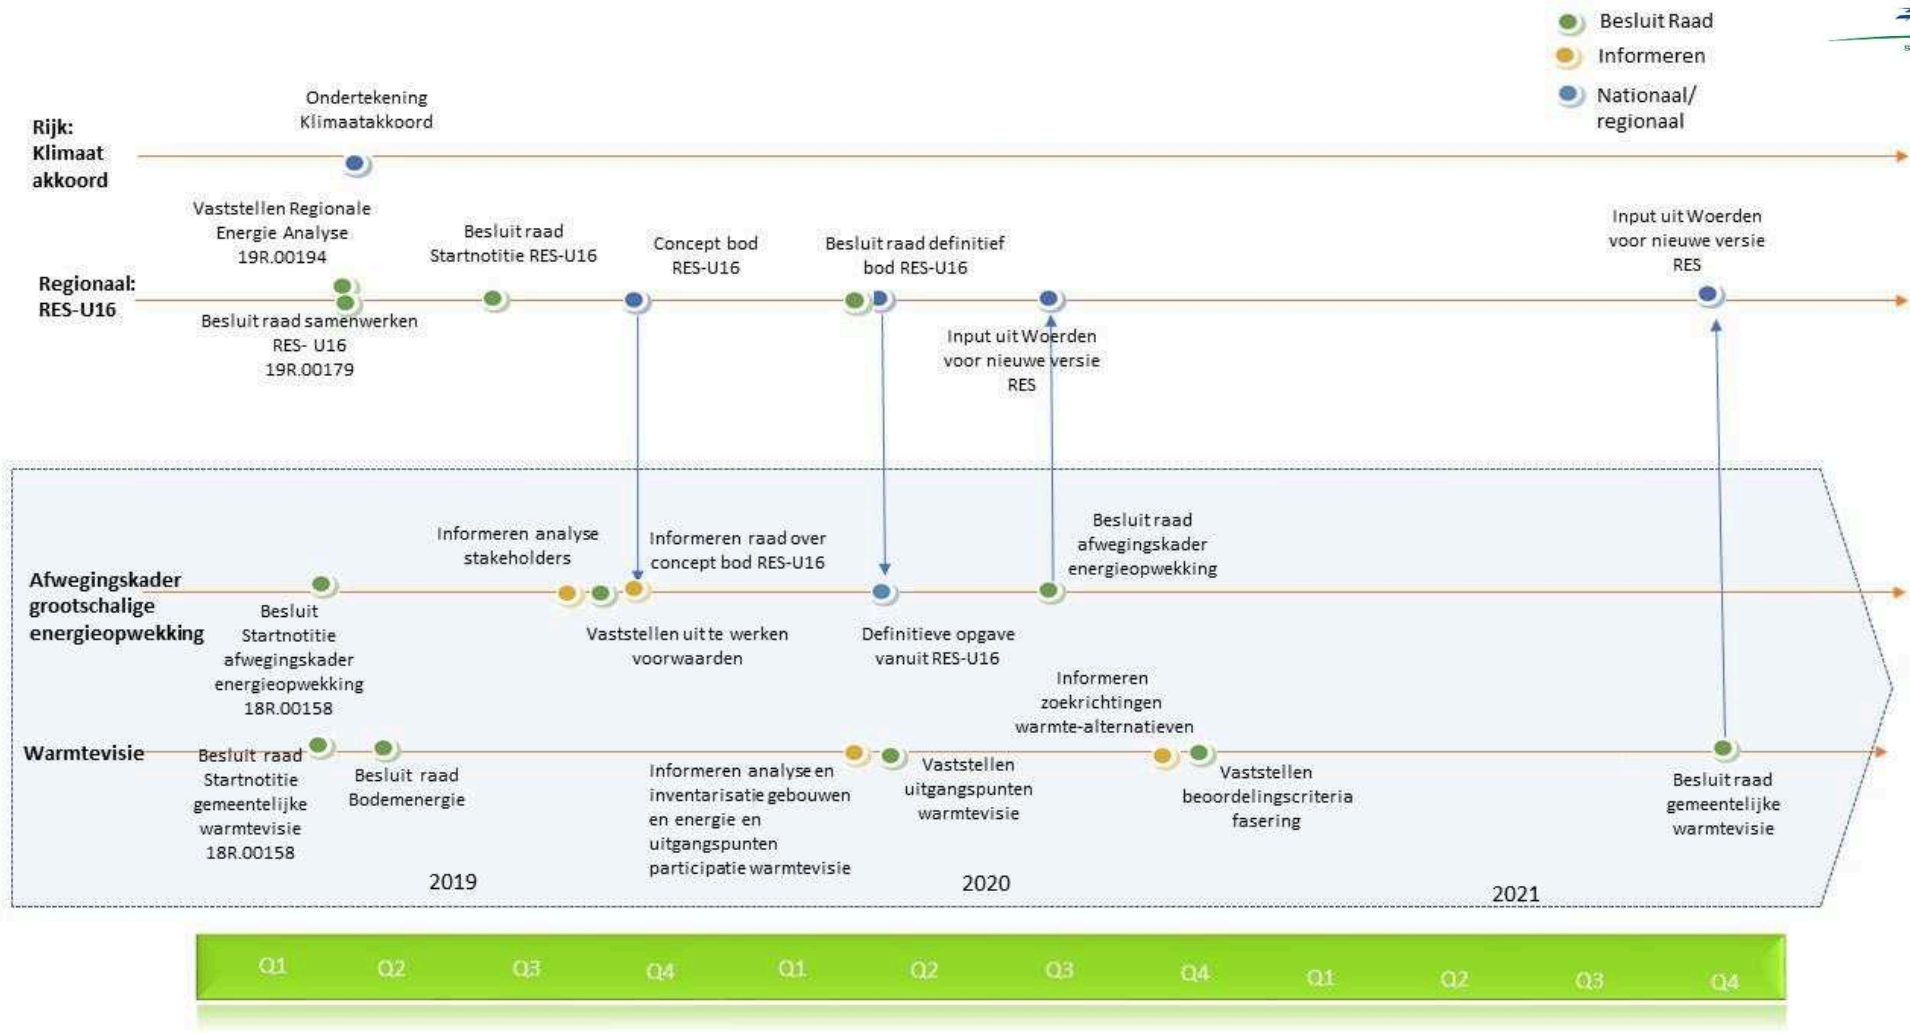 Besluit Raad
Informeren
Nationaal/
regionaal
s
Rijk:
Klimaat
akkoord
Ondertekening
Klimaatakkoord
Regionaal:
RES-U16
Vaststellen Regionale
Energie Analyse
19R.00194
Besluit raad samenwerken
RES- U16
19R.00179
Besluit raad
Startnotitie RES-U16
Concept bod
RES-U16
Besluit raad definitief
bod RES-U16
Input uit Woerden
voor nieuwe versie
RES
Input uit Woerden
voor nieuwe versie
RES
Afwegingskader
grootschalige
energieopwekking
Besluit
Startnotitie
afwegingskader
energieopwekking
18R.00158
Informeren analyse
stakeholders
Informeren raad over
concept bod RES-U16
Vaststellen uit te werken
voorwaarden
Definitieve opgave
vanuit RES-U16
Besluit raad
afwegingskader
energieopwekking
Warmtevisie
Besluit raad
Startnotitie
gemeentelijke
warmtevisie
18R.00158
Besluit raad
Bodemenergie
Informeren analyse en
inventarisatie gebouwen
en energie en
uitgangspunten
participatie warmtevisie
Vaststellen
uitgangspunten
warmtevisie
Informeren
zoekrichtingen
warmte-alternatieven
Vaststellen
beoordelingscriteria
fasering
Besluit raad
gemeentelijke
warmtevisie
2019
2020
2021
Q1
Q2
Q3
Q4
Q1
Q2
Q3
Q4
Q1
Q2
Q3
Q4